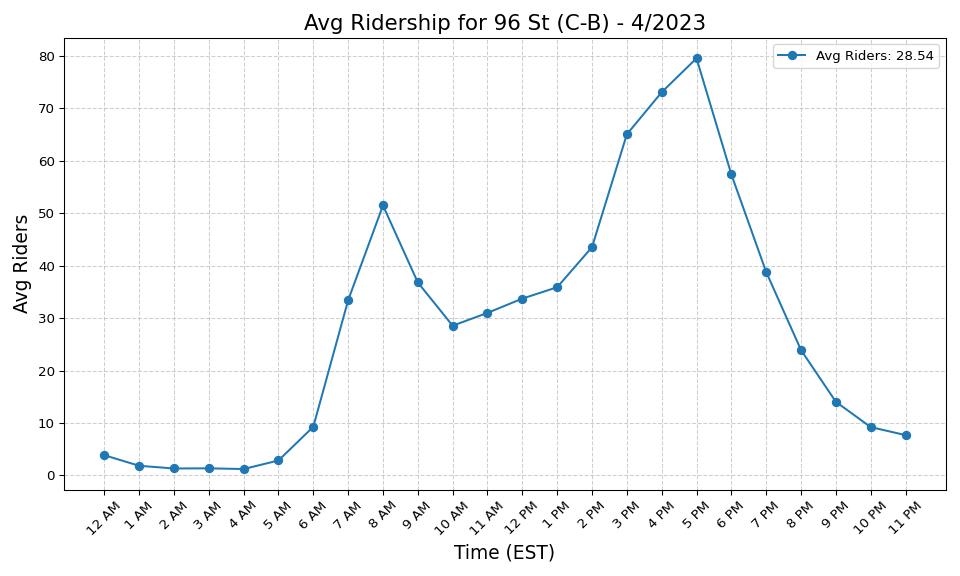 Avg Ridership for 96 St (C-B) - 4/2023
Avg Riders: 28.54
Avg Riders
80
70
60
50
40
30
20
10
0
12 AM
1 AM
2 AM
3 AM
4 AM
5 AM
6 AM
7 AM
8 AM
9 AM
10 AM
11 AM
12 PM
1 PM
2 PM
3 PM
4 PM
5 PM
6 PM
7 PM
8 PM
9 PM
10 PM
11 PM
Time (EST)